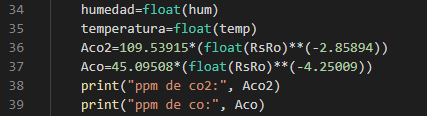 34 humedad=float(hum)
35 temperatura=float(temp)
36 Aco2=109.53915*(float(RsRo)**(-2.85894))
37 Aco=45.09508*(float(RsRo)**(-4.25009))
38 print("ppm de co2:", Aco2)
39 print("ppm de co:", Aco)